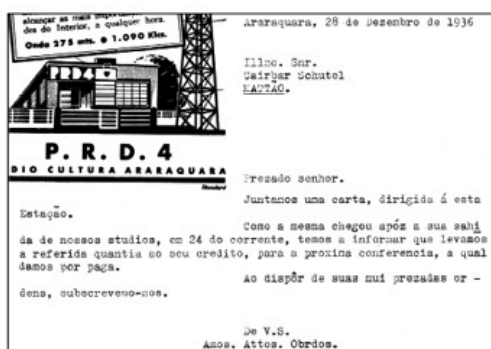 alcançar as mais
des do Interior, a qualquer hora.
Onda 275 mts. 1.090 Klcs.
PRD4
P. R. D. 4
DIO CULTURA ARARAQUARA
Standard
Araraquara, 28 de Dezembro de 1936
Illmo. Snr.
Cairbar Schutel
MATTÃO.
Prezado senhor.
Juntamos uma carta, dirigida á esta
Estação.
Como a mesma chegou apóz a sua sahi
da de nossos studios, em 24 do corrente, temos a informar que levamos
a referida quantia ao seu credito, para a proxima conferencia, a qual
damos por paga.
Ao dispôr de suas mui prezadas or -
dens, subscrevemo-nos.
De V.S.
Amos. Attos. Obrdos.